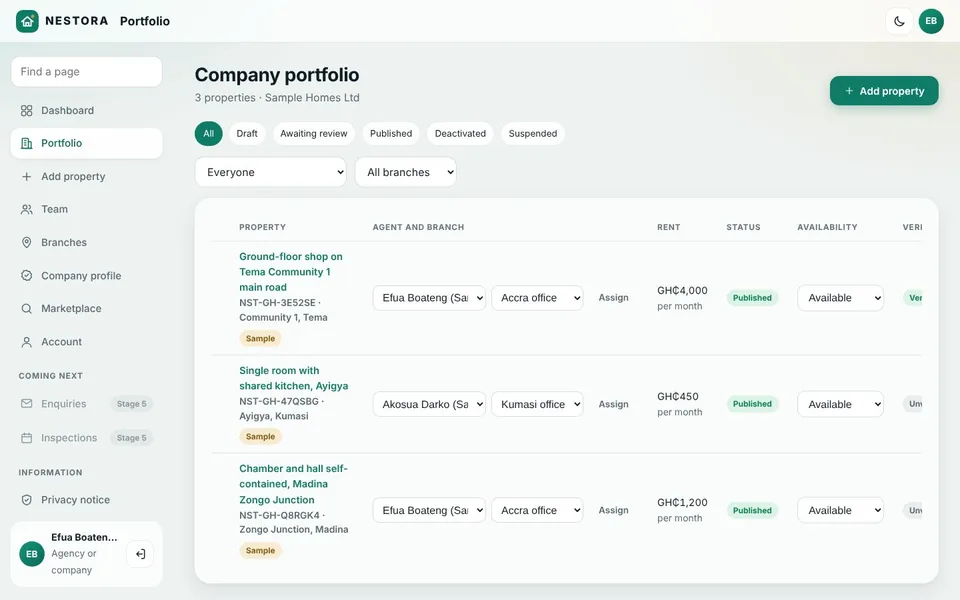 NESTORA Portfolio
EB
Find a page
Dashboard
Portfolio
Add property
Team
Branches
Company profile
Marketplace
Account
COMING NEXT
Enquiries Stage 5
Inspections Stage 5
INFORMATION
Privacy notice
EB
Efua Boaten...
Agency or
company
Company portfolio
3 properties · Sample Homes Ltd
+ Add property
All Draft Awaiting review Published Deactivated Suspended
Everyone All branches
PROPERTY AGENT AND BRANCH RENT STATUS AVAILABILITY VERI
Ground-floor shop on
Tema Community 1
main road
NST-GH-3E52SE ·
Community 1, Tema
Sample
Efua Boateng (Sa Accra office Assign
GH₵4,000
per month
Published
Available
Ver
Single room with
shared kitchen, Ayigya
NST-GH-47QSBG ·
Ayigya, Kumasi
Sample
Akosua Darko (Sa Kumasi office Assign
GH₵450
per month
Published
Available
Unv
Chamber and hall self-
contained, Madina
Zongo Junction
NST-GH-Q8RGK4 ·
Zongo Junction, Madina
Sample
Efua Boateng (Sa Accra office Assign
GH₵1,200
per month
Published
Available
Unv